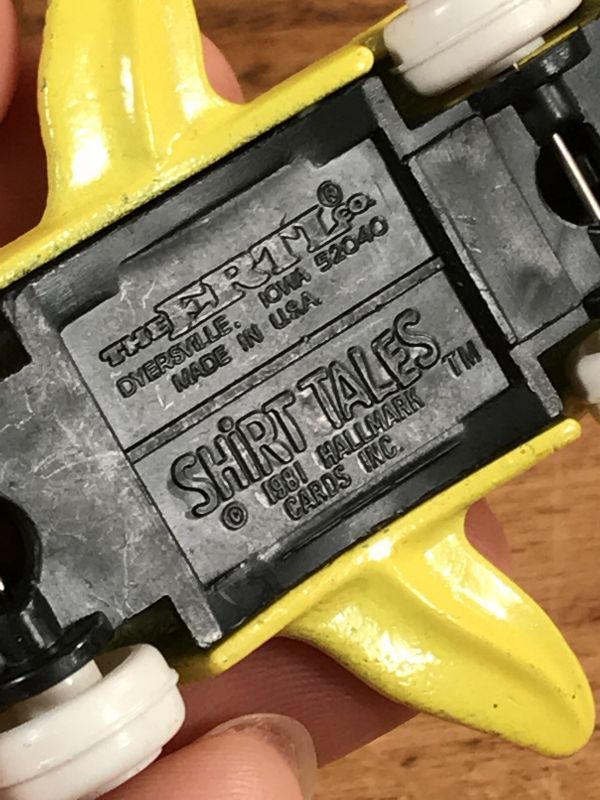 THE ERTL CO.®
DYERSVILLE, IOWA 52040
MADE IN U.S.A.
SHiRT TALES ™
© 1981 HALLMARK
CARDS INC.